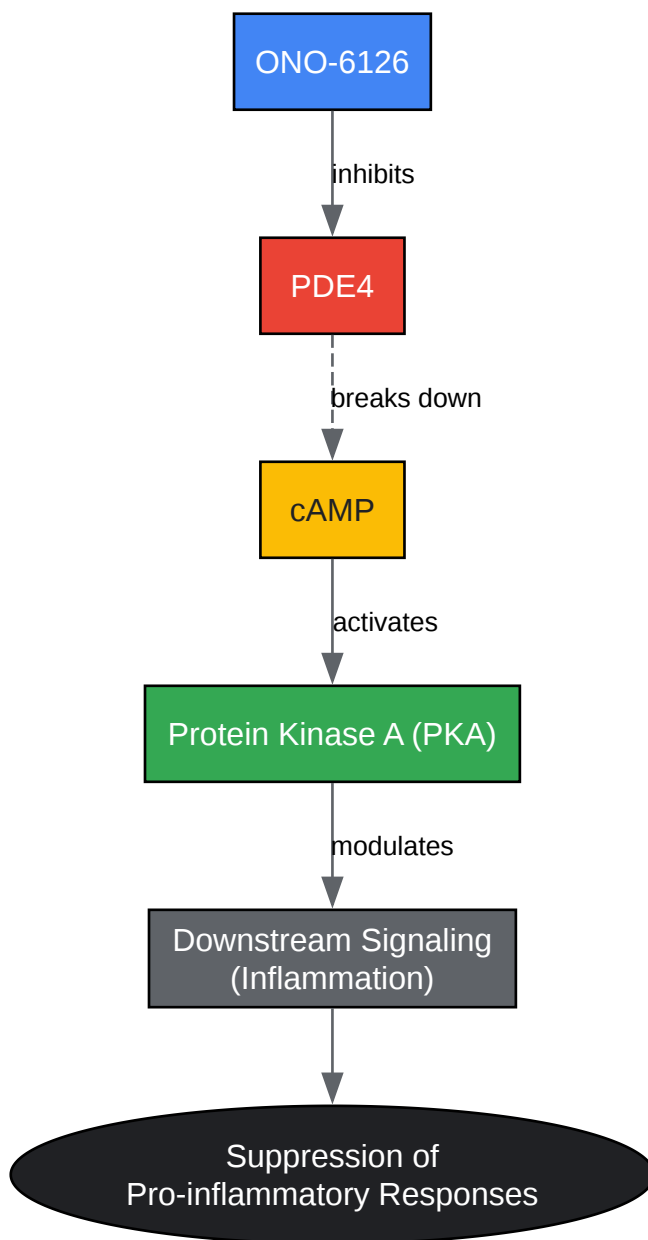 ONO-6126
inhibits
PDE4
breaks down
cAMP
activates
Protein Kinase A (PKA)
modulates
Downstream Signaling
(Inflammation)
Suppression of
Pro-inflammatory Responses